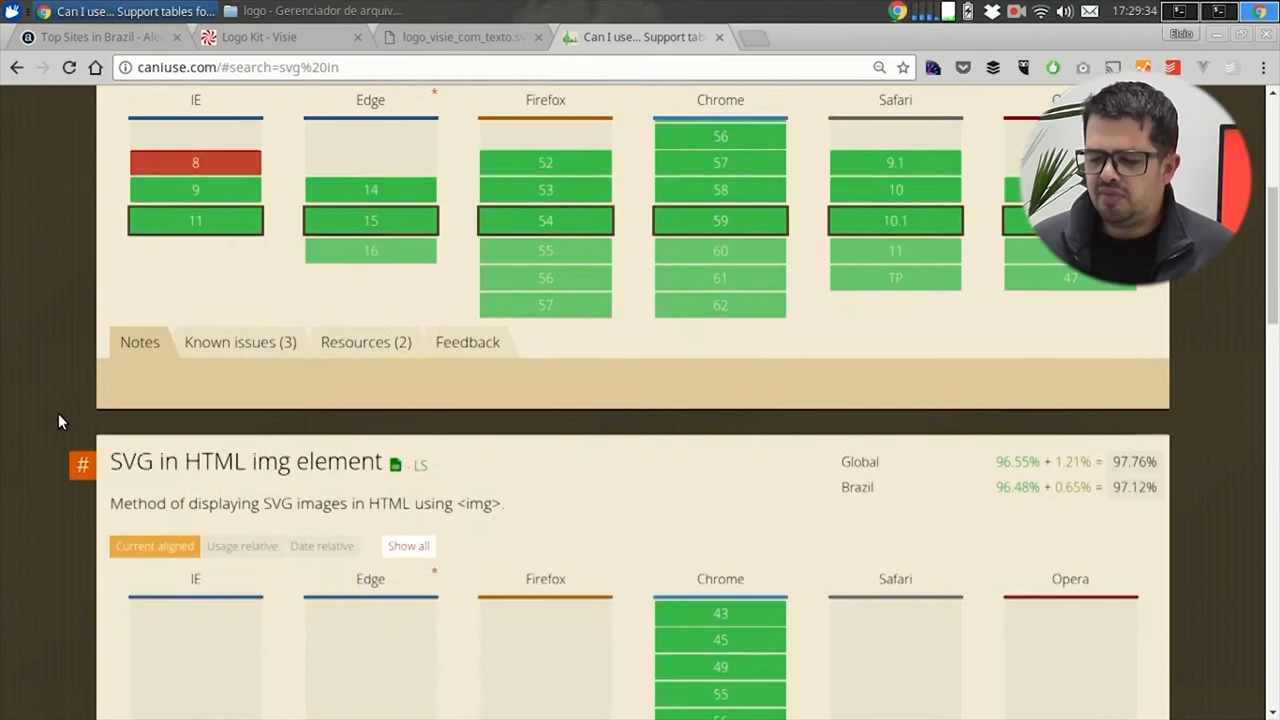 Can I use... Support tables fo...
logo - Gerenciador de arquiv...
17:29:34
Top Sites in Brazil - Ale
Logo Kit - Visie
logo_visie_com_texto.sv
Can I use... Support tab
Elcio
caniuse.com/#search=svg%20in
IE Edge * Firefox Chrome Safari
56
8 52 57 9.1
9 14 53 58 10
11 15 54 59 10.1
16 55 60 11
56 61 TP 47
57 62
Notes Known issues (3) Resources (2) Feedback
# SVG in HTML img element - LS
Global 96.55% + 1.21% = 97.76%
Brazil 96.48% + 0.65% = 97.12%
Method of displaying SVG images in HTML using <img>.
Current aligned Usage relative Date relative Show all
IE Edge * Firefox Chrome Safari Opera
43
45
49
55